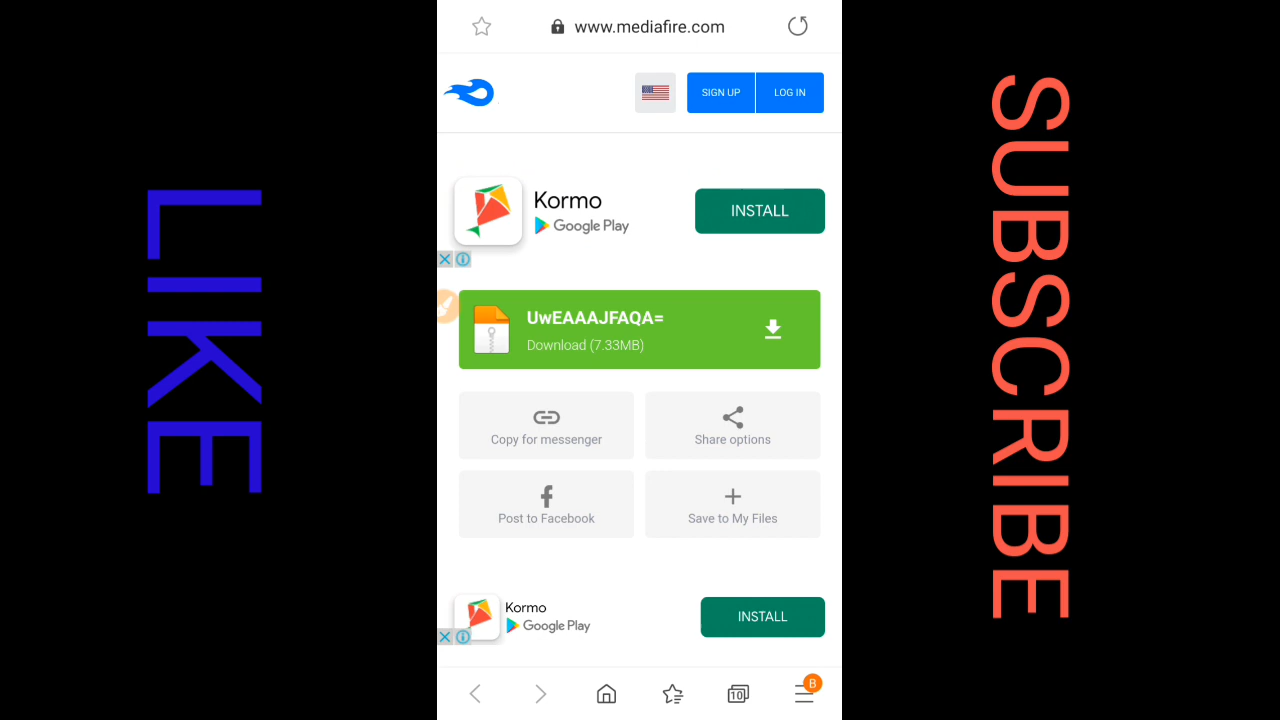 LIKE
www.mediafire.com
SIGN UP
LOG IN
Kormo
Google Play
INSTALL
UwEAAAJFAQA=
Download (7.33MB)
Copy for messenger
Share options
Post to Facebook
Save to My Files
Kormo
Google Play
INSTALL
10
B
SUBSCRIBE